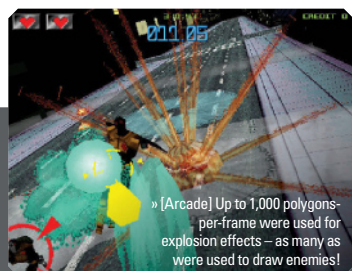 CREDIT 0
011 05
» [Arcade] Up to 1,000 polygons-
per-frame were used for
explosion effects – as many as
were used to draw enemies!